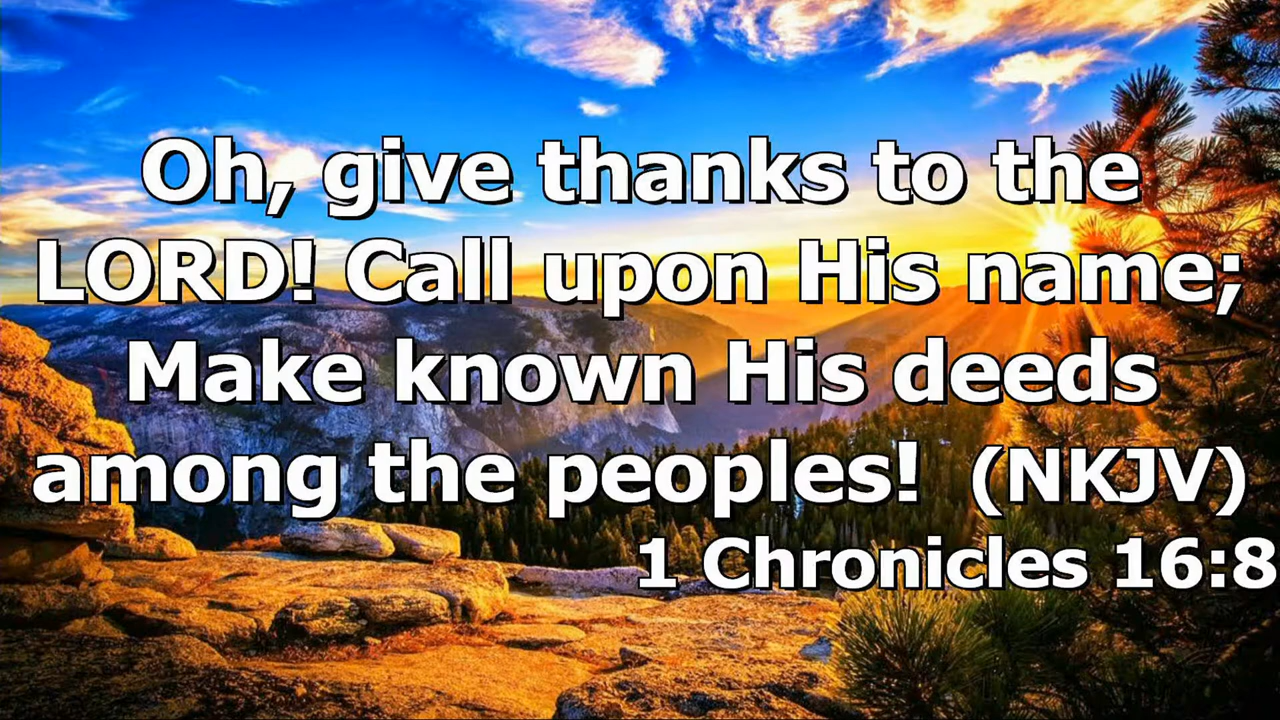 Oh, give thanks to the
LORD! Call upon His name;
Make known His deeds
among the peoples! (NKJV)
1 Chronicles 16:8